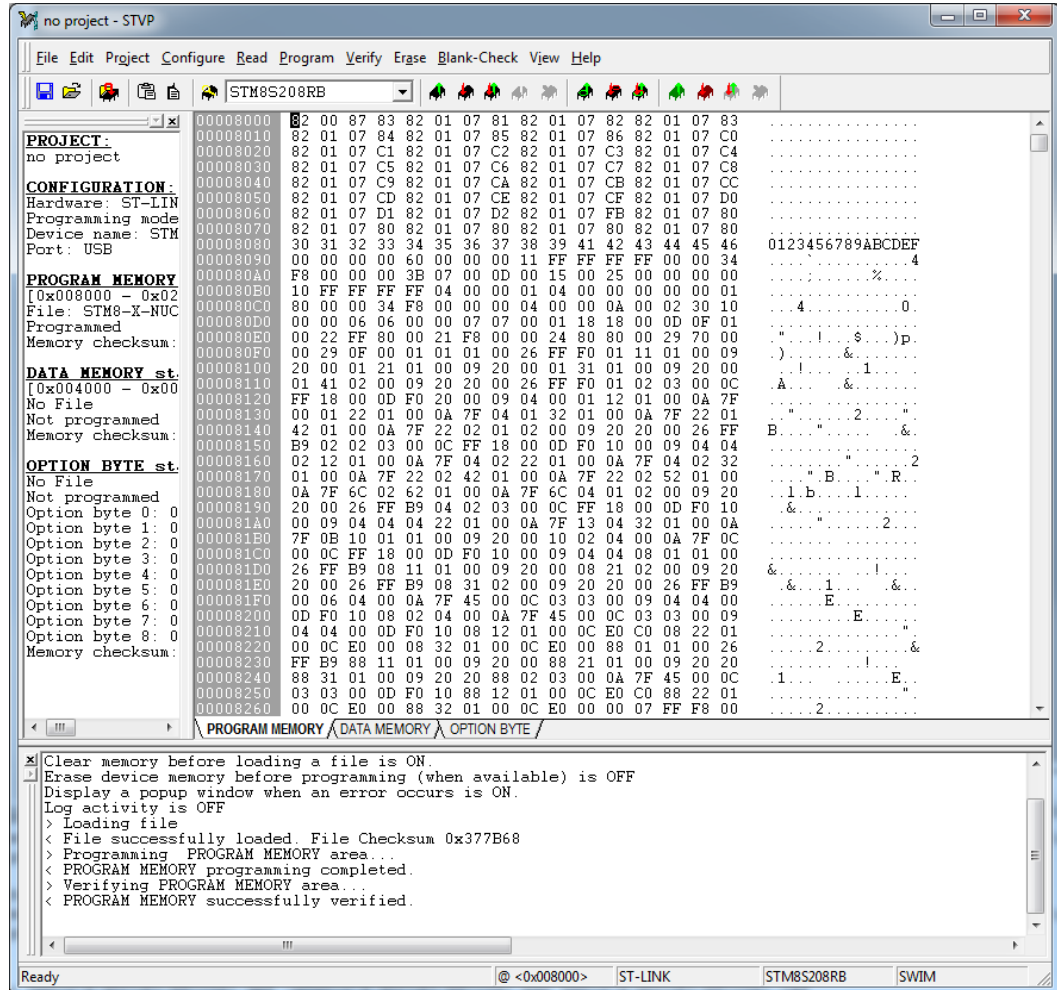 no project - STVP
File Edit Project Configure Read Program Verify Erase Blank-Check View Help
STM8S208RB
PROJECT:
no project
CONFIGURATION:
Hardware: ST-LIN
Programming mode
Device name: STM
Port: USB
PROGRAM MEMORY
[0x008000 - 0x02
File: STM8-X-NUC
Programmed
Memory checksum:
DATA MEMORY st.
[0x004000 - 0x00
No File
Not programmed
Memory checksum:
OPTION BYTE st.
No File
Not programmed
Option byte 0: 0
Option byte 1: 0
Option byte 2: 0
Option byte 3: 0
Option byte 4: 0
Option byte 5: 0
Option byte 6: 0
Option byte 7: 0
Option byte 8: 0
Memory checksum:
00008000 82 00 87 83 82 01 07 81 82 01 07 82 82 01 07 83 ................
00008010 82 01 07 84 82 01 07 85 82 01 07 86 82 01 07 C0 ................
00008020 82 01 07 C1 82 01 07 C2 82 01 07 C3 82 01 07 C4 ................
00008030 82 01 07 C5 82 01 07 C6 82 01 07 C7 82 01 07 C8 ................
00008040 82 01 07 C9 82 01 07 CA 82 01 07 CB 82 01 07 CC ................
00008050 82 01 07 CD 82 01 07 CE 82 01 07 CF 82 01 07 D0 ................
00008060 82 01 07 D1 82 01 07 D2 82 01 07 FB 82 01 07 80 ................
00008070 82 01 07 80 82 01 07 80 82 01 07 80 82 01 07 80 ................
00008080 30 31 32 33 34 35 36 37 38 39 41 42 43 44 45 46 0123456789ABCDEF
00008090 00 00 00 00 60 00 00 00 11 FF FF FF FF 00 00 34 ....`..........4
000080A0 F8 00 00 00 3B 07 00 0D 00 15 00 25 00 00 00 00 ....;......%....
000080B0 10 FF FF FF FF 04 00 00 01 04 00 00 00 00 00 01 ................
000080C0 80 00 00 34 F8 00 00 00 04 00 00 0A 00 02 30 10 ...4..........0.
000080D0 00 00 06 06 00 00 07 07 00 01 18 18 00 0D 0F 01 ................
000080E0 00 22 FF 80 00 21 F8 00 00 24 80 80 00 29 70 00 ."...!...$...)p.
000080F0 00 29 0F 00 01 01 01 00 26 FF F0 01 11 01 00 09 .)......&.......
00008100 20 00 01 21 01 00 09 20 00 01 31 01 00 09 20 00 ...!......1.....
00008110 01 41 02 00 09 20 20 00 26 FF F0 01 02 03 00 0C .A......&.......
00008120 FF 18 00 0D F0 20 00 09 04 00 01 12 01 00 0A 7F ................
00008130 00 01 22 01 00 0A 7F 04 01 32 01 00 0A 7F 22 01 .."......2....".
00008140 42 01 00 0A 7F 22 02 01 02 00 09 20 20 00 26 FF B...."........&.
00008150 B9 02 02 03 00 0C FF 18 00 0D F0 10 00 09 04 04 ................
00008160 02 12 01 00 0A 7F 04 02 22 01 00 0A 7F 04 02 32 ........"......2
00008170 01 00 0A 7F 22 02 42 01 00 0A 7F 22 02 52 01 00 ....".B....".R..
00008180 0A 7F 6C 02 62 01 00 0A 7F 6C 04 01 02 00 09 20 ..l.b....l......
00008190 20 00 26 FF B9 04 02 03 00 0C FF 18 00 0D F0 10 ..&.............
000081A0 00 09 04 04 04 22 01 00 0A 7F 13 04 32 01 00 0A ....."......2...
000081B0 7F 0B 10 01 01 00 09 20 00 10 02 04 00 0A 7F 0C ................
000081C0 00 0C FF 18 00 0D F0 10 00 09 04 04 08 01 01 00 ................
000081D0 26 FF B9 08 11 01 00 09 20 00 08 21 02 00 09 20 &..........!....
000081E0 20 00 26 FF B9 08 31 02 00 09 20 20 00 26 FF B9 ..&...1......&..
000081F0 00 06 04 00 0A 7F 45 00 0C 03 03 00 09 04 04 00 ......E.........
00008200 0D F0 10 08 02 04 00 0A 7F 45 00 0C 03 03 00 09 .........E......
00008210 04 04 00 0D F0 10 08 12 01 00 0C E0 C0 08 22 01 ..............".
00008220 00 0C E0 00 08 32 01 00 0C E0 00 88 01 01 00 26 .....2.........&
00008230 FF B9 88 11 01 00 09 20 00 88 21 01 00 09 20 20 ..........!.....
00008240 88 31 01 00 09 20 20 88 02 03 00 0A 7F 45 00 0C .1...........E..
00008250 03 03 00 0D F0 10 88 12 01 00 0C E0 C0 88 22 01 ..............".
00008260 00 0C E0 00 88 32 01 00 0C E0 00 00 07 FF F8 00 .....2..........
PROGRAM MEMORY DATA MEMORY OPTION BYTE
Clear memory before loading a file is ON.
Erase device memory before programming (when available) is OFF
Display a popup window when an error occurs is ON.
Log activity is OFF
> Loading file
< File successfully loaded. File Checksum 0x377B68
> Programming PROGRAM MEMORY area...
< PROGRAM MEMORY programming completed.
> Verifying PROGRAM MEMORY area...
< PROGRAM MEMORY successfully verified.
Ready @ <0x008000> ST-LINK STM8S208RB SWIM